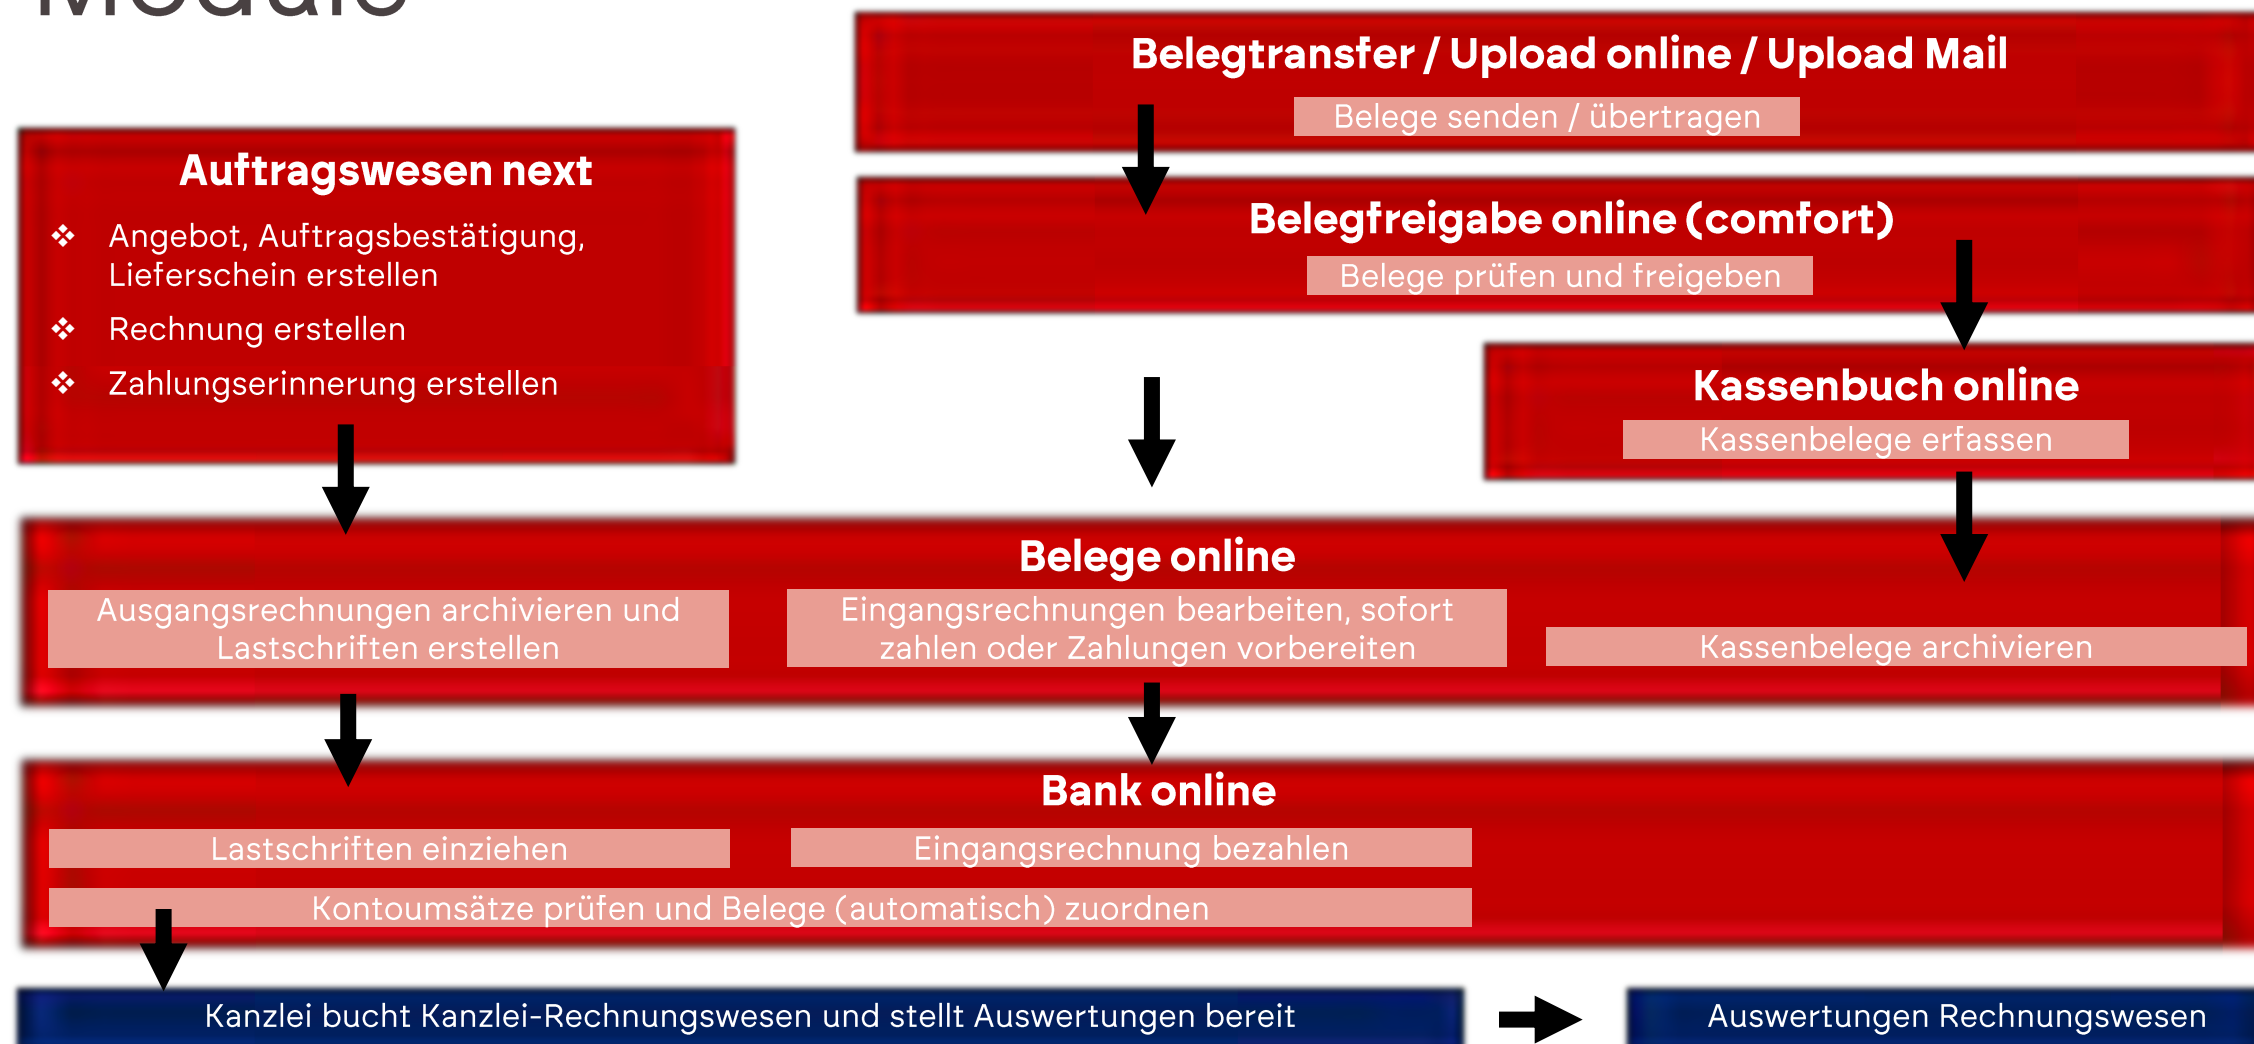 Module
Belegtransfer / Upload online / Upload Mail
Belege senden / übertragen
Auftragswesen next
❖ Angebot, Auftragsbestätigung,
Lieferschein erstellen
❖ Rechnung erstellen
❖ Zahlungserinnerung erstellen
Belegfreigabe online (comfort)
Belege prüfen und freigeben
Kassenbuch online
Kassenbelege erfassen
Belege online
Ausgangsrechnungen archivieren und
Lastschriften erstellen
Eingangsrechnungen bearbeiten, sofort
zahlen oder Zahlungen vorbereiten
Kassenbelege archivieren
Bank online
Lastschriften einziehen
Eingangsrechnung bezahlen
Kontoumsätze prüfen und Belege (automatisch) zuordnen
Kanzlei bucht Kanzlei-Rechnungswesen und stellt Auswertungen bereit
Auswertungen Rechnungswesen